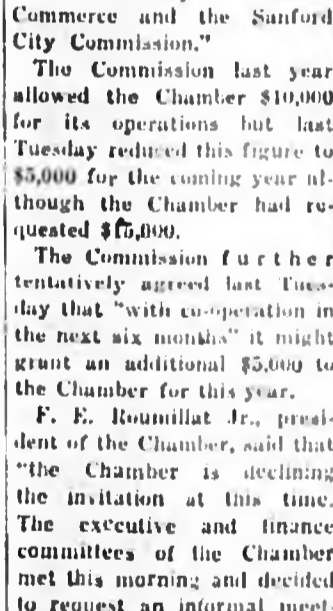 Commerce and the Sanford
City Commission."
The Commission last year
allowed the Chamber $10,000
for its operations but last
Tuesday reduced this figure to
$5,000 for the coming year al-
though the Chamber had re-
quested $15,000.
The Commission further
tentatively agreed last Tues-
day that "with co-operation in
the next six months" it might
grant an additional $5,000 to
the Chamber for this year.
F. E. Roumillat Jr., presi-
dent of the Chamber, said that
"the Chamber is declining
the invitation at this time.
The executive and finance
committees of the Chamber
met this morning and decided
to request an informal meet-